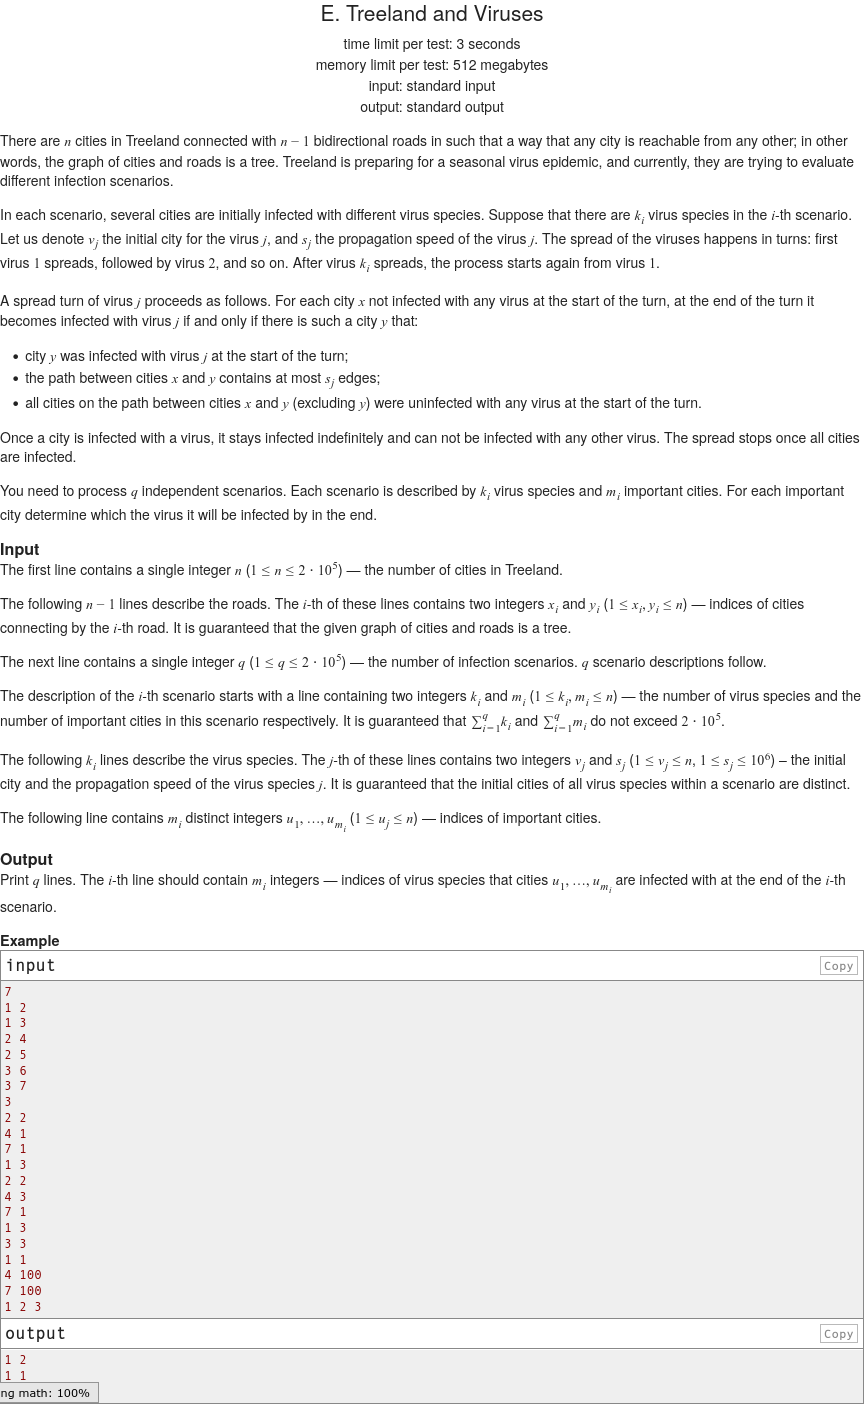 E. Treeland and Viruses
time limit per test: 3 seconds
memory limit per test: 512 megabytes
input: standard input
output: standard output
There are n cities in Treeland connected with n − 1 bidirectional roads in such that a way that any city is reachable from any other; in other
words, the graph of cities and roads is a tree. Treeland is preparing for a seasonal virus epidemic, and currently, they are trying to evaluate
different infection scenarios.
In each scenario, several cities are initially infected with different virus species. Suppose that there are k_i virus species in the i-th scenario.
Let us denote v_j the initial city for the virus j, and s_j the propagation speed of the virus j. The spread of the viruses happens in turns: first
virus 1 spreads, followed by virus 2, and so on. After virus k_i spreads, the process starts again from virus 1.
A spread turn of virus j proceeds as follows. For each city x not infected with any virus at the start of the turn, at the end of the turn it
becomes infected with virus j if and only if there is such a city y that:
• city y was infected with virus j at the start of the turn;
• the path between cities x and y contains at most s_j edges;
• all cities on the path between cities x and y (excluding y) were uninfected with any virus at the start of the turn.
Once a city is infected with a virus, it stays infected indefinitely and can not be infected with any other virus. The spread stops once all cities
are infected.
You need to process q independent scenarios. Each scenario is described by k_i virus species and m_i important cities. For each important
city determine which the virus it will be infected by in the end.
Input
The first line contains a single integer n (1 ≤ n ≤ 2 · 10^5) — the number of cities in Treeland.
The following n − 1 lines describe the roads. The i-th of these lines contains two integers x_i and y_i (1 ≤ x_i, y_i ≤ n) — indices of cities
connecting by the i-th road. It is guaranteed that the given graph of cities and roads is a tree.
The next line contains a single integer q (1 ≤ q ≤ 2 · 10^5) — the number of infection scenarios. q scenario descriptions follow.
The description of the i-th scenario starts with a line containing two integers k_i and m_i (1 ≤ k_i, m_i ≤ n) — the number of virus species and the
number of important cities in this scenario respectively. It is guaranteed that ∑_{i=1}^{q} k_i and ∑_{i=1}^{q} m_i do not exceed 2 · 10^5.
The following k_i lines describe the virus species. The j-th of these lines contains two integers v_j and s_j (1 ≤ v_j ≤ n, 1 ≤ s_j ≤ 10^6) – the initial
city and the propagation speed of the virus species j. It is guaranteed that the initial cities of all virus species within a scenario are distinct.
The following line contains m_i distinct integers u_1, …, u_{m_i} (1 ≤ u_j ≤ n) — indices of important cities.
Output
Print q lines. The i-th line should contain m_i integers — indices of virus species that cities u_1, …, u_{m_i} are infected with at the end of the i-th
scenario.
Example
input
Copy
7
1 2
1 3
2 4
2 5
3 6
3 7
3
2 2
4 1
7 1
1 3
2 2
4 3
7 1
1 3
3 3
1 1
4 100
7 100
1 2 3
output
Copy
1 2
1 1
ng math: 100%